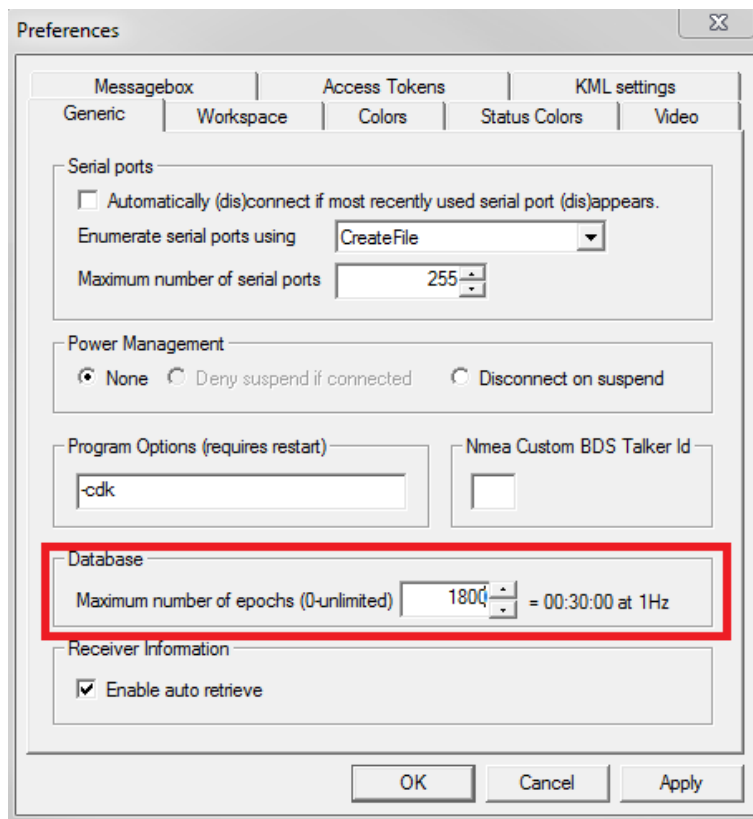 Preferences
Messagebox Access Tokens KML settings
Generic Workspace Colors Status Colors Video
Serial ports
Automatically (dis)connect if most recently used serial port (dis)appears.
Enumerate serial ports using CreateFile
Maximum number of serial ports 255
Power Management
None Deny suspend if connected Disconnect on suspend
Program Options (requires restart) Nmea Custom BDS Talker Id
-cdk
Database
Maximum number of epochs (0-unlimited) 1800 = 00:30:00 at 1Hz
Receiver Information
Enable auto retrieve
OK Cancel Apply